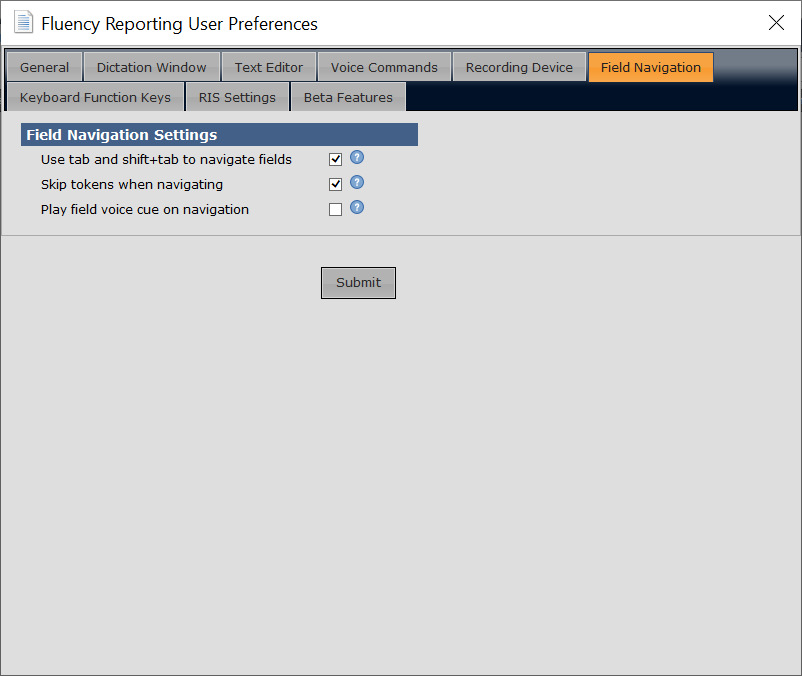 Fluency Reporting User Preferences
General Dictation Window Text Editor Voice Commands Recording Device Field Navigation
Keyboard Function Keys RIS Settings Beta Features
Field Navigation Settings
Use tab and shift+tab to navigate fields ?
Skip tokens when navigating ?
Play field voice cue on navigation ?
Submit